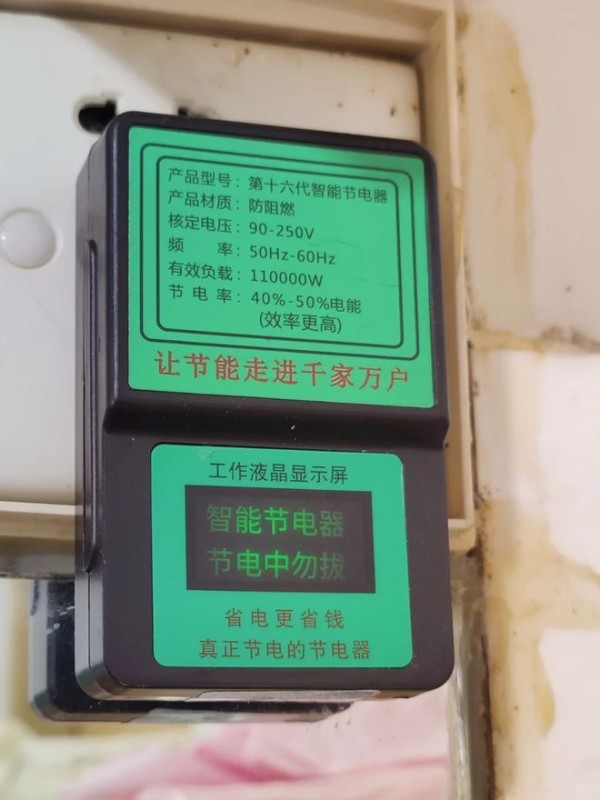 产品型号：第十六代智能节电器
产品材质：防阻燃
核定电压：90-250V
频　　率：50Hz-60Hz
有效负载：110000W
节 电 率：40%-50%电能
(效率更高)
让节能走进千家万户
工作液晶显示屏
智能节电器
节电中勿拔
省电更省钱
真正节电的节电器